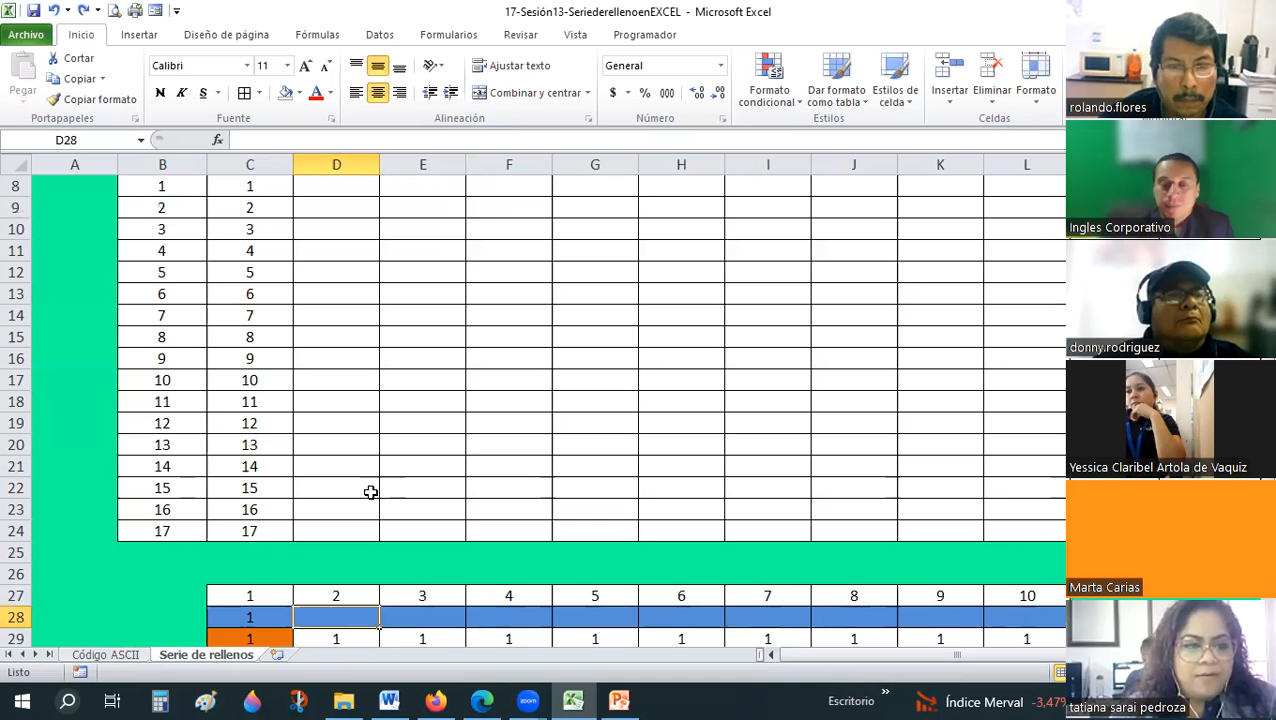 17-Sesión13-SeriederellenoenEXCEL - Microsoft Excel
Archivo Inicio Insertar Diseño de página Fórmulas Datos Formularios Revisar Vista Programador
Pegar
Cortar
Copiar
Copiar formato
Portapapeles
Calibri 11
N K S
Fuente
Ajustar texto
Combinar y centrar
Alineación
General
$ % 000
Número
Formato condicional
Dar formato como tabla
Estilos de celda
Estilos
Insertar
Eliminar
Formato
Celdas
D28 fx
A B C D E F G H I J K L
8 1 1
9 2 2
10 3 3
11 4 4
12 5 5
13 6 6
14 7 7
15 8 8
16 9 9
17 10 10
18 11 11
19 12 12
20 13 13
21 14 14
22 15 15
23 16 16
24 17 17
25
26
27 1 2 3 4 5 6 7 8 9 10
28 1
29 1 1 1 1 1 1 1 1 1 1
Código ASCII Serie de rellenos
Listo
zoom
Escritorio
Índice Merval -3,47%
rolando.flores
Ingles Corporativo
donny.rodriguez
Yessica Claribel Artola de Vaquiz
Marta Carias
tatiana sarai pedroza